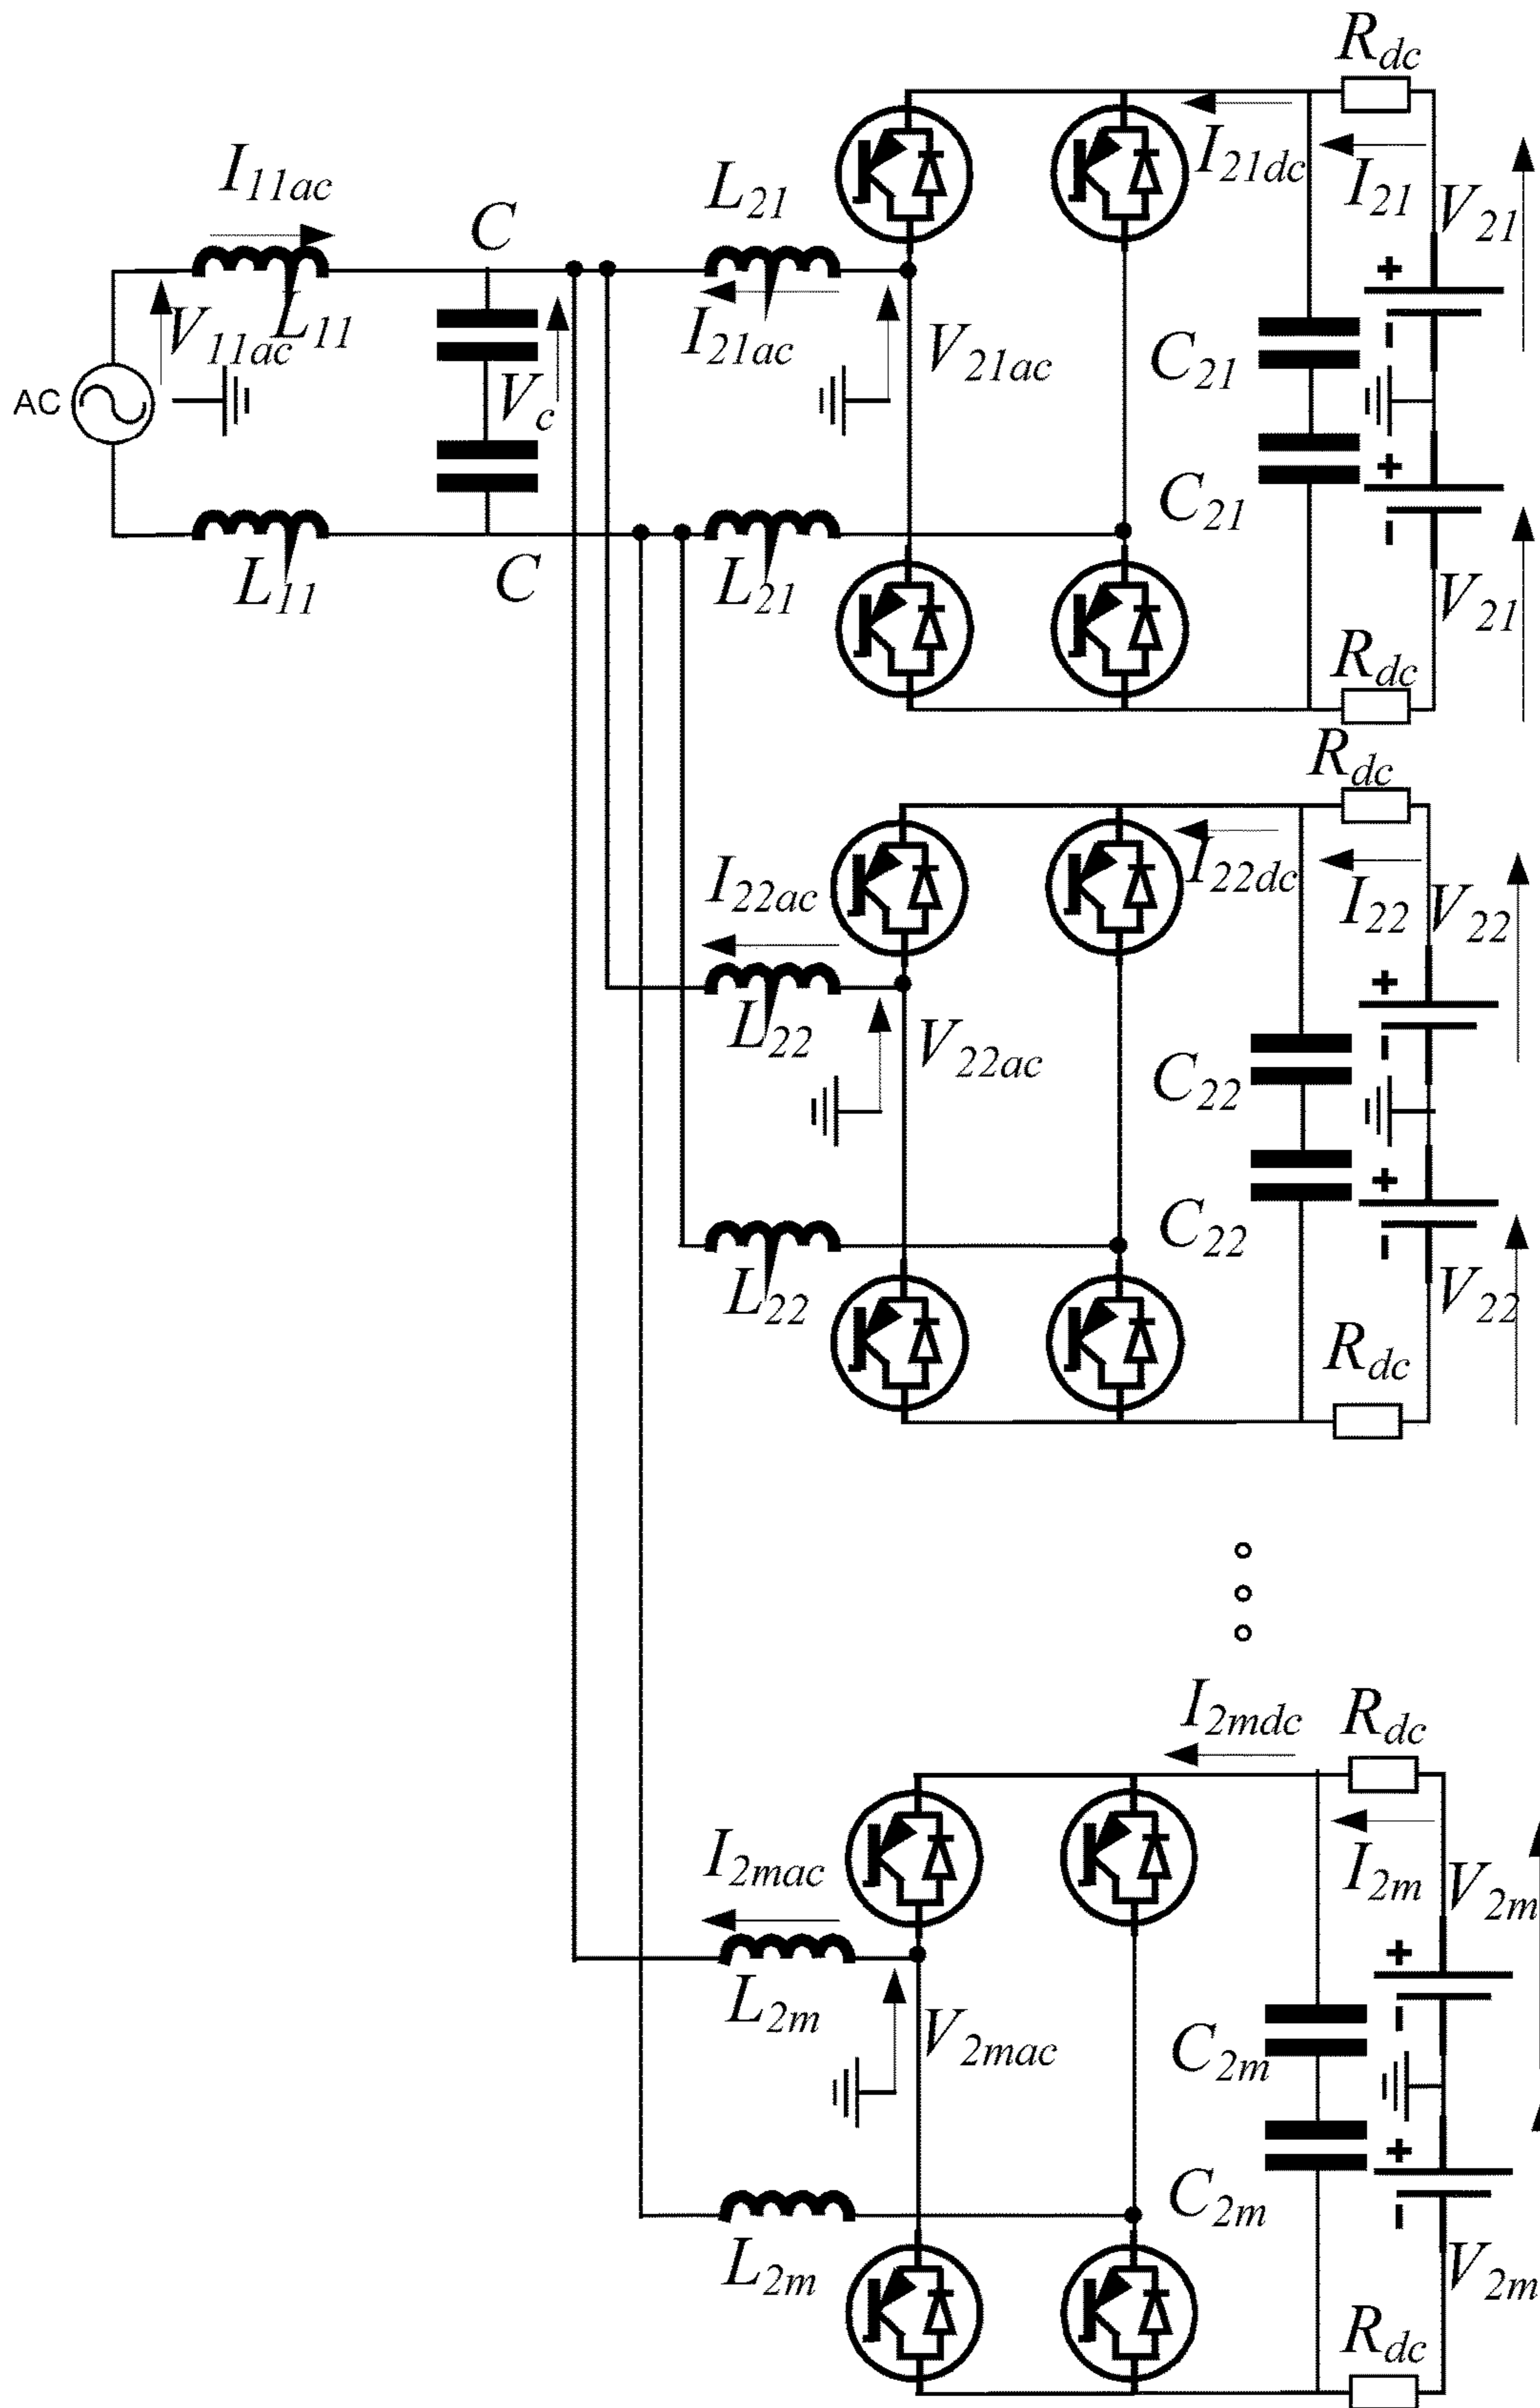 R_dc
I_21dc
I_21
V_21
I_11ac
C
L_21
V_11ac
L_11
I_21ac
V_21ac
C_21
+
-
AC
V_c
C_21
+
-
L_11
C
L_21
V_21
R_dc
R_dc
I_22ac
I_22dc
I_22
V_22
L_22
V_22ac
C_22
+
-
C_22
+
-
L_22
V_22
R_dc
I_2mdc
R_dc
I_2mac
I_2m
V_2m
L_2m
V_2mac
C_2m
+
-
C_2m
+
-
L_2m
V_2m
R_dc